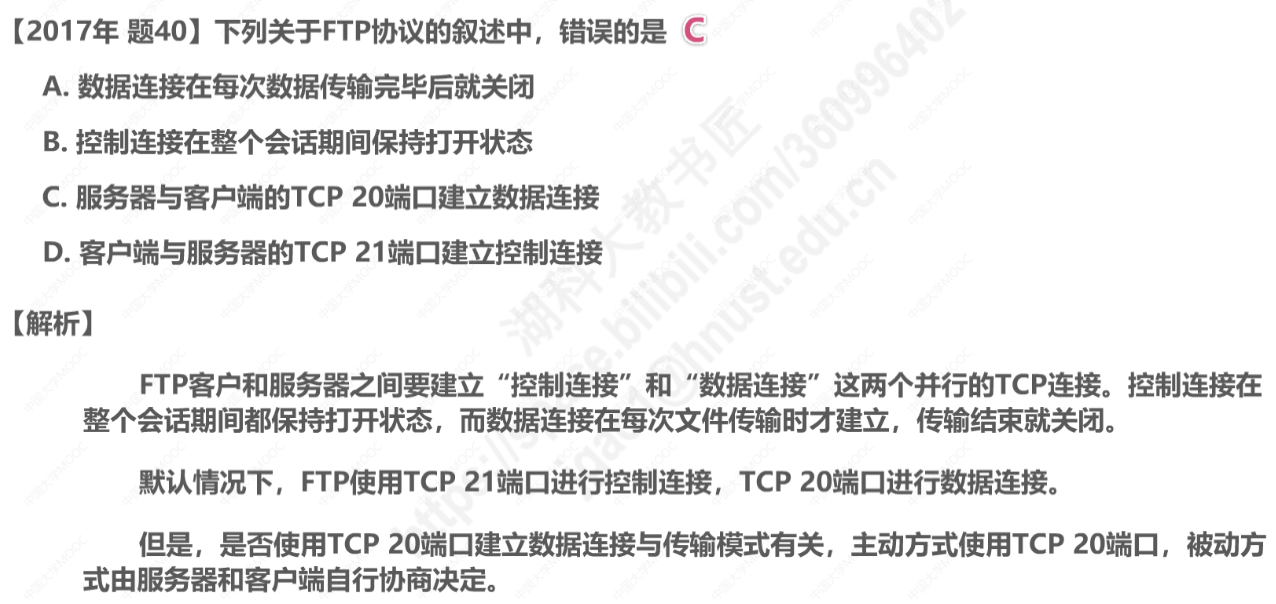 【2017年 题40】下列关于FTP协议的叙述中，错误的是 C
A. 数据连接在每次数据传输完毕后就关闭
B. 控制连接在整个会话期间保持打开状态
C. 服务器与客户端的TCP 20端口建立数据连接
D. 客户端与服务器的TCP 21端口建立控制连接
【解析】
FTP客户和服务器之间要建立“控制连接”和“数据连接”这两个并行的TCP连接。控制连接在
整个会话期间都保持打开状态，而数据连接在每次文件传输时才建立，传输结束就关闭。
默认情况下，FTP使用TCP 21端口进行控制连接，TCP 20端口进行数据连接。
但是，是否使用TCP 20端口建立数据连接与传输模式有关，主动方式使用TCP 20端口，被动方
式由服务器和客户端自行协商决定。
湖科大教书匠